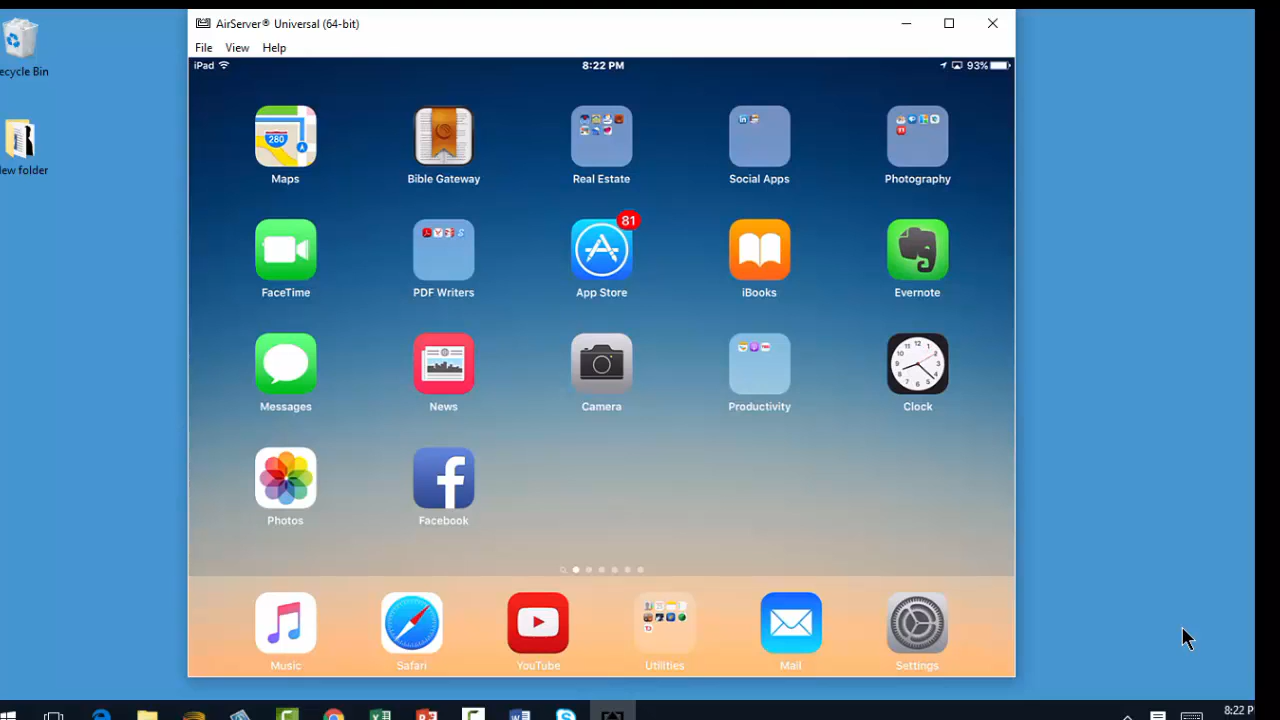 AirServer® Universal (64-bit)
File View Help
iPad 8:22 PM 93%
ecycle Bin
ew folder
280
Maps Bible Gateway Real Estate Social Apps Photography
81
FaceTime PDF Writers App Store iBooks Evernote
Messages News Camera Productivity Clock
Photos Facebook
Music Safari YouTube Utilities Mail Settings
8:22 P